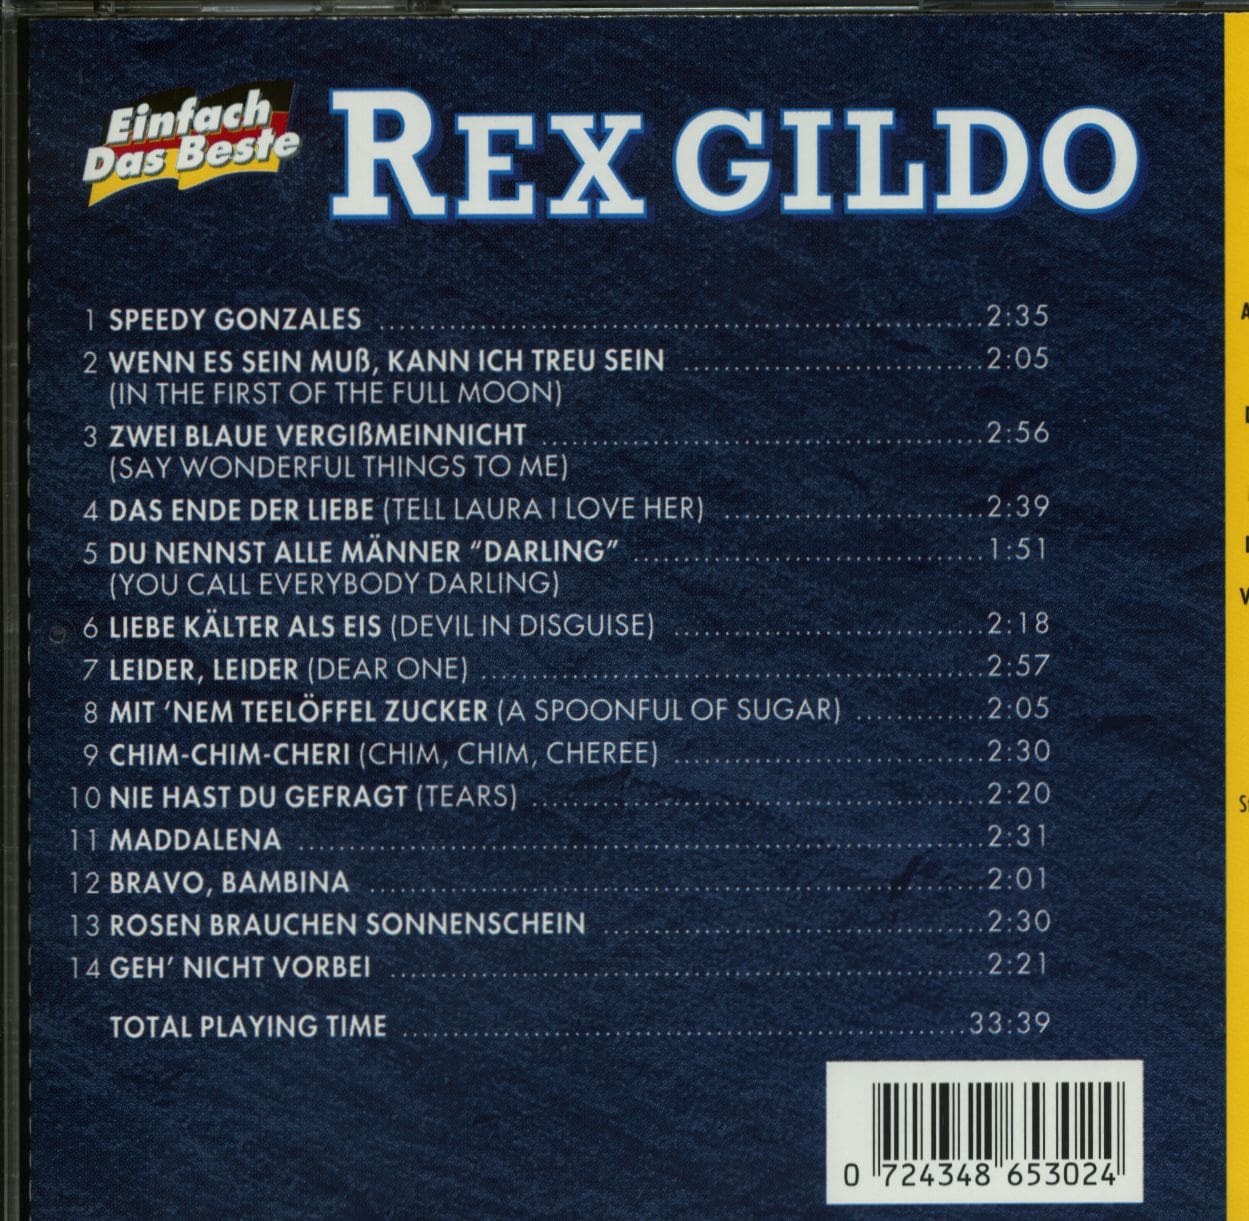 Einfach
Das Beste
REX GILDO
1 SPEEDY GONZALES ........ 2:35
2 WENN ES SEIN MUß, KANN ICH TREU SEIN ........ 2:05
(IN THE FIRST OF THE FULL MOON)
3 ZWEI BLAUE VERGIßMEINNICHT ........ 2:56
(SAY WONDERFUL THINGS TO ME)
4 DAS ENDE DER LIEBE (TELL LAURA I LOVE HER) ........ 2:39
5 DU NENNST ALLE MÄNNER "DARLING" ........ 1:51
(YOU CALL EVERYBODY DARLING)
6 LIEBE KÄLTER ALS EIS (DEVIL IN DISGUISE) ........ 2:18
7 LEIDER, LEIDER (DEAR ONE) ........ 2:57
8 MIT 'NEM TEELÖFFEL ZUCKER (A SPOONFUL OF SUGAR) ........ 2:05
9 CHIM-CHIM-CHERI (CHIM, CHIM, CHEREE) ........ 2:30
10 NIE HAST DU GEFRAGT (TEARS) ........ 2:20
11 MADDALENA ........ 2:31
12 BRAVO, BAMBINA ........ 2:01
13 ROSEN BRAUCHEN SONNENSCHEIN ........ 2:30
14 GEH' NICHT VORBEI ........ 2:21
TOTAL PLAYING TIME ........ 33:39
0 724348 653024